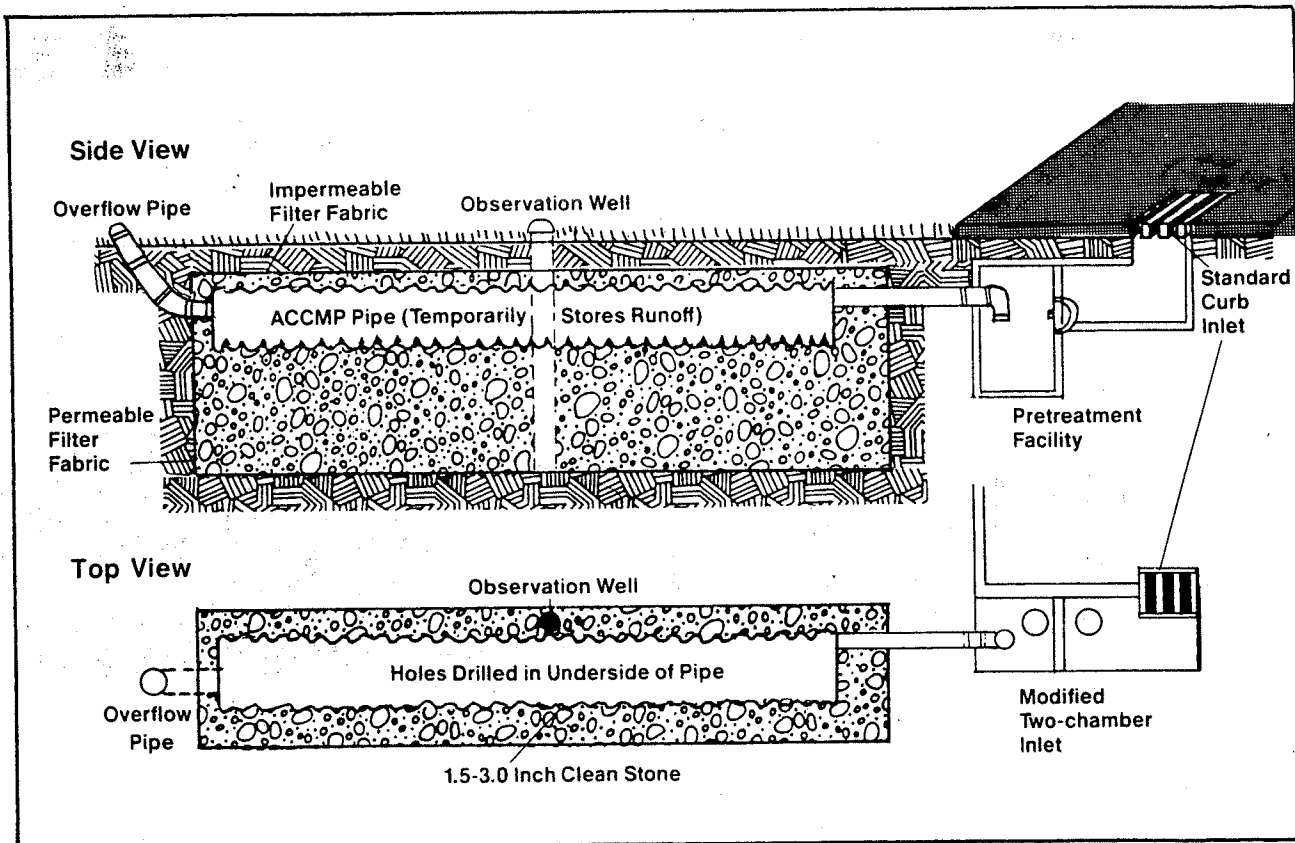 Side View
Overflow Pipe
Impermeable
Filter Fabric
Observation Well
ACCMP Pipe (Temporarily Stores Runoff)
Standard
Curb
Inlet
Permeable
Filter
Fabric
Pretreatment
Facility
Top View
Observation Well
Holes Drilled in Underside of Pipe
Overflow
Pipe
Modified
Two-chamber
Inlet
1.5-3.0 Inch Clean Stone